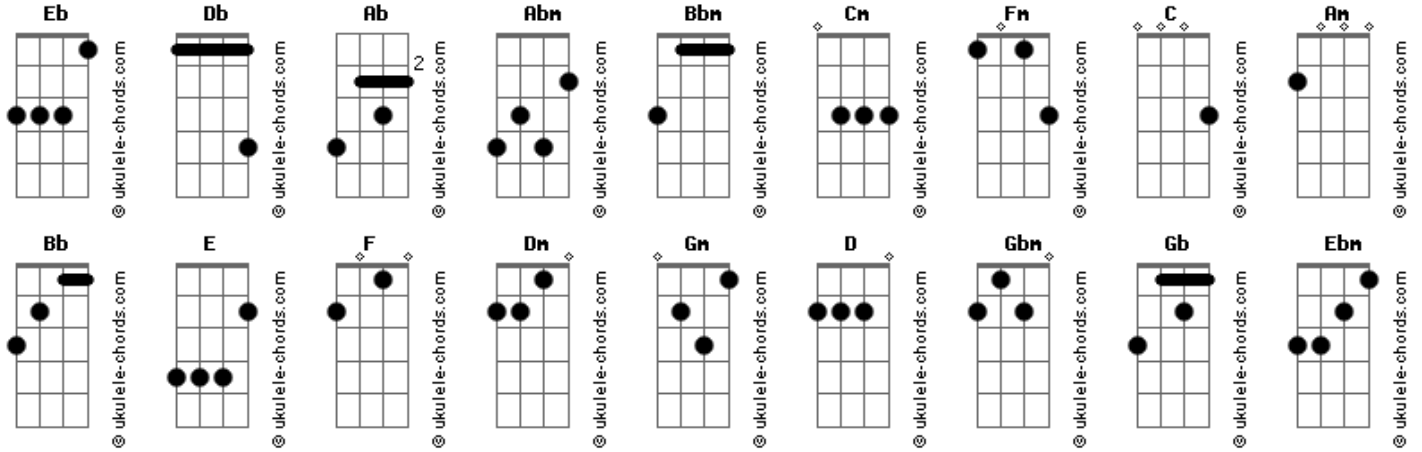 Eb Db Ab Abm Bbm Cm Fm C Am
2
© ukulele-chords.com © ukulele-chords.com © ukulele-chords.com © ukulele-chords.com © ukulele-chords.com © ukulele-chords.com © ukulele-chords.com © ukulele-chords.com © ukulele-chords.com
Bb E F Dm Gm D Gbm Gb Ebm
© ukulele-chords.com © ukulele-chords.com © ukulele-chords.com © ukulele-chords.com © ukulele-chords.com © ukulele-chords.com © ukulele-chords.com © ukulele-chords.com © ukulele-chords.com